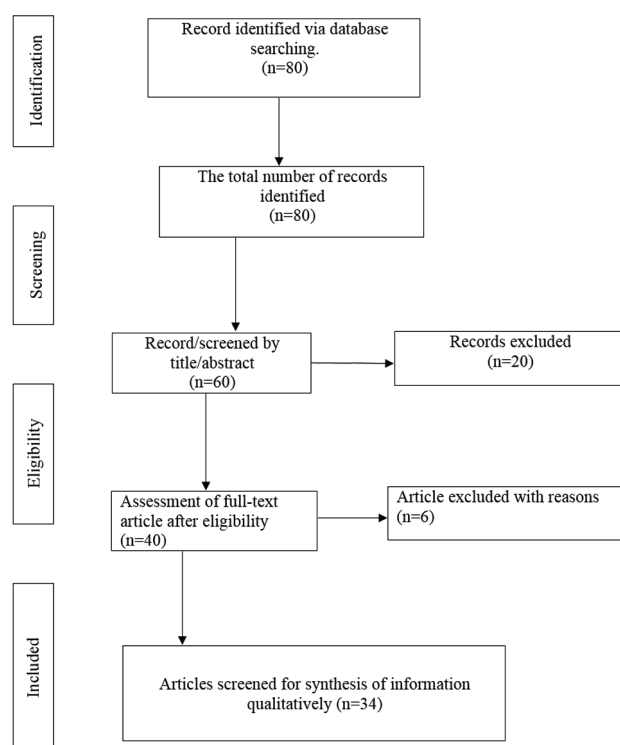 Identification
Record identified via database
searching.
(n=80)
The total number of records
identified
(n=80)
Screening
Record/screened by
title/abstract
(n=60)
Records excluded
(n=20)
Eligibility
Assessment of full-text
article after eligibility
(n=40)
Article excluded with reasons
(n=6)
Included
Articles screened for synthesis of information
qualitatively (n=34)